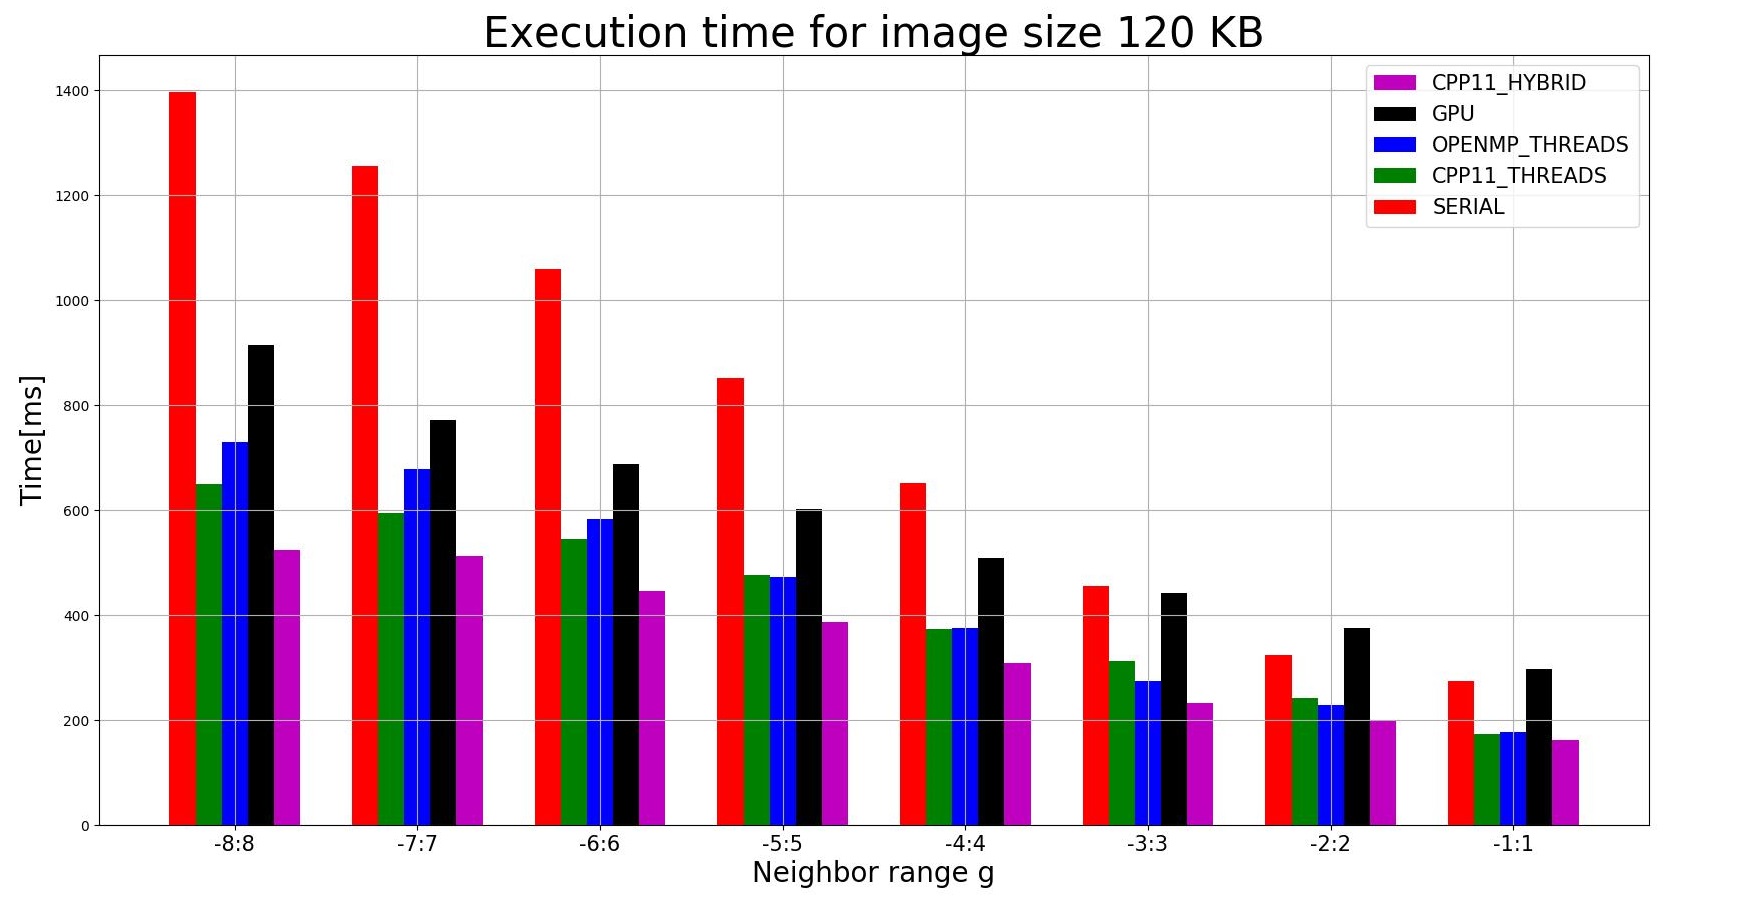 Execution time for image size 120 KB
CPP11_HYBRID
GPU
OPENMP_THREADS
CPP11_THREADS
SERIAL
Time[ms]
1400
1200
1000
800
600
400
200
0
-8:8 -7:7 -6:6 -5:5 -4:4 -3:3 -2:2 -1:1
Neighbor range g